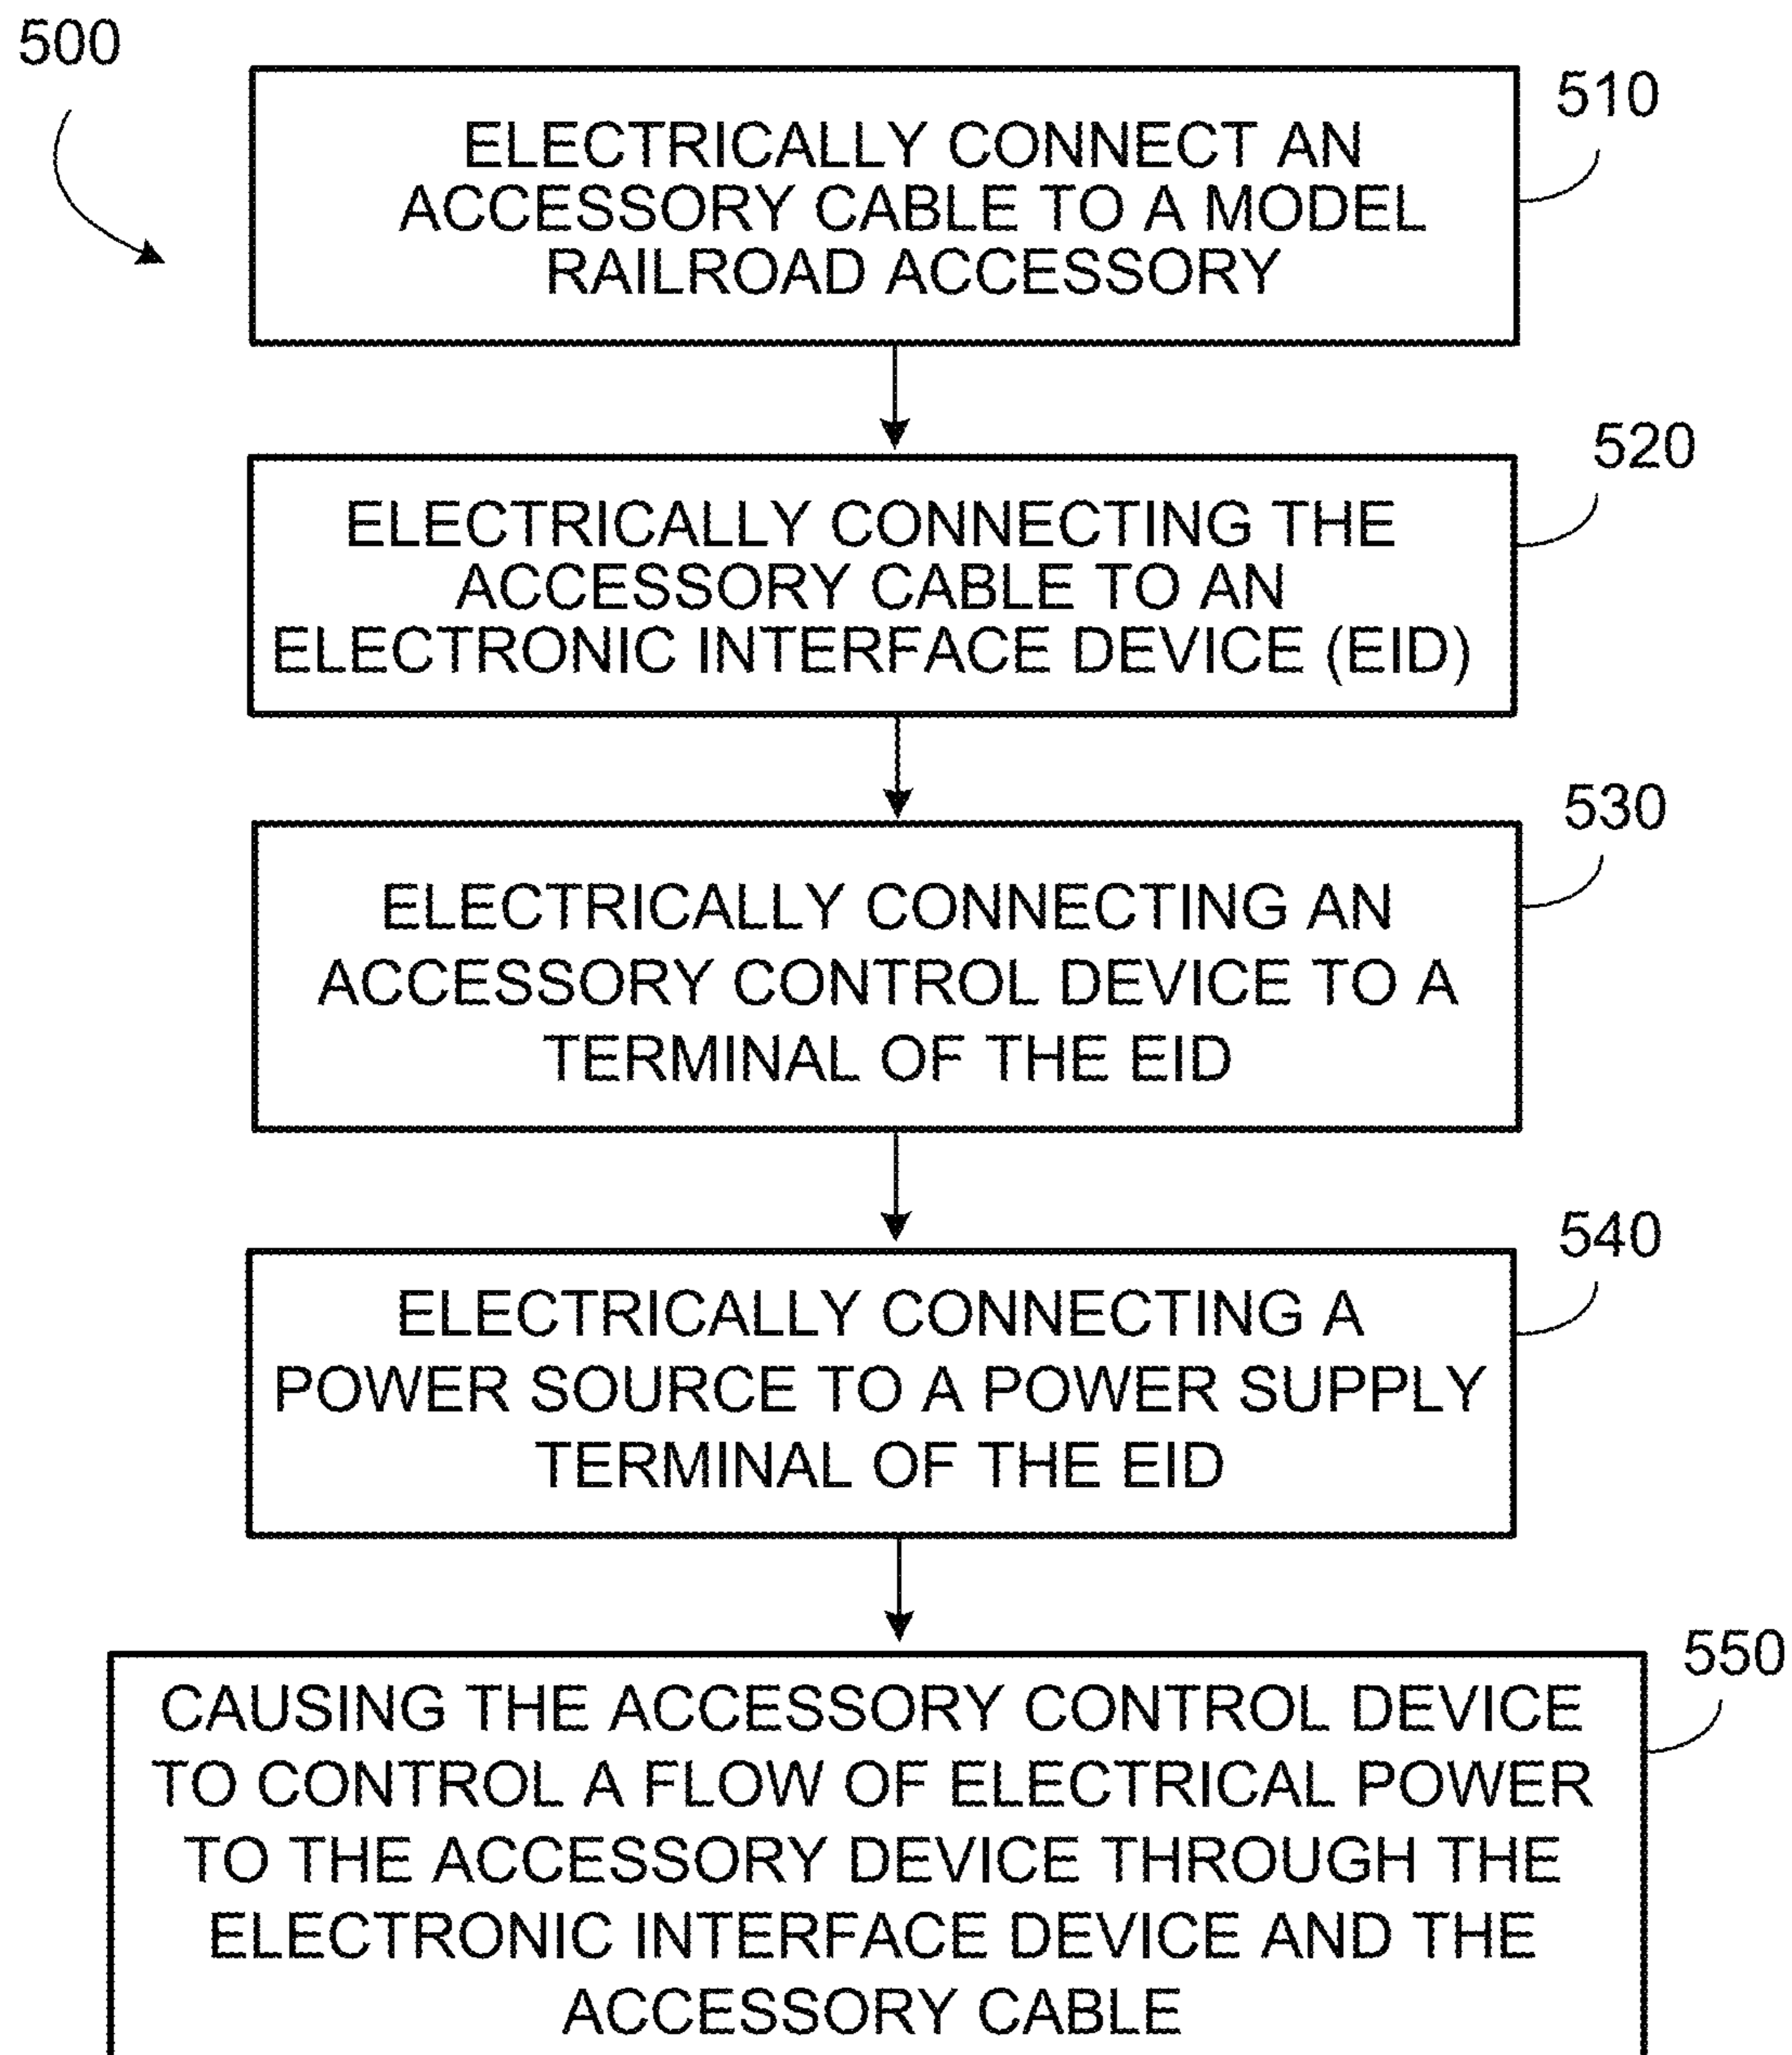 500
510
ELECTRICALLY CONNECT AN
ACCESSORY CABLE TO A MODEL
RAILROAD ACCESSORY
520
ELECTRICALLY CONNECTING THE
ACCESSORY CABLE TO AN
ELECTRONIC INTERFACE DEVICE (EID)
530
ELECTRICALLY CONNECTING AN
ACCESSORY CONTROL DEVICE TO A
TERMINAL OF THE EID
540
ELECTRICALLY CONNECTING A
POWER SOURCE TO A POWER SUPPLY
TERMINAL OF THE EID
550
CAUSING THE ACCESSORY CONTROL DEVICE
TO CONTROL A FLOW OF ELECTRICAL POWER
TO THE ACCESSORY DEVICE THROUGH THE
ELECTRONIC INTERFACE DEVICE AND THE
ACCESSORY CABLE